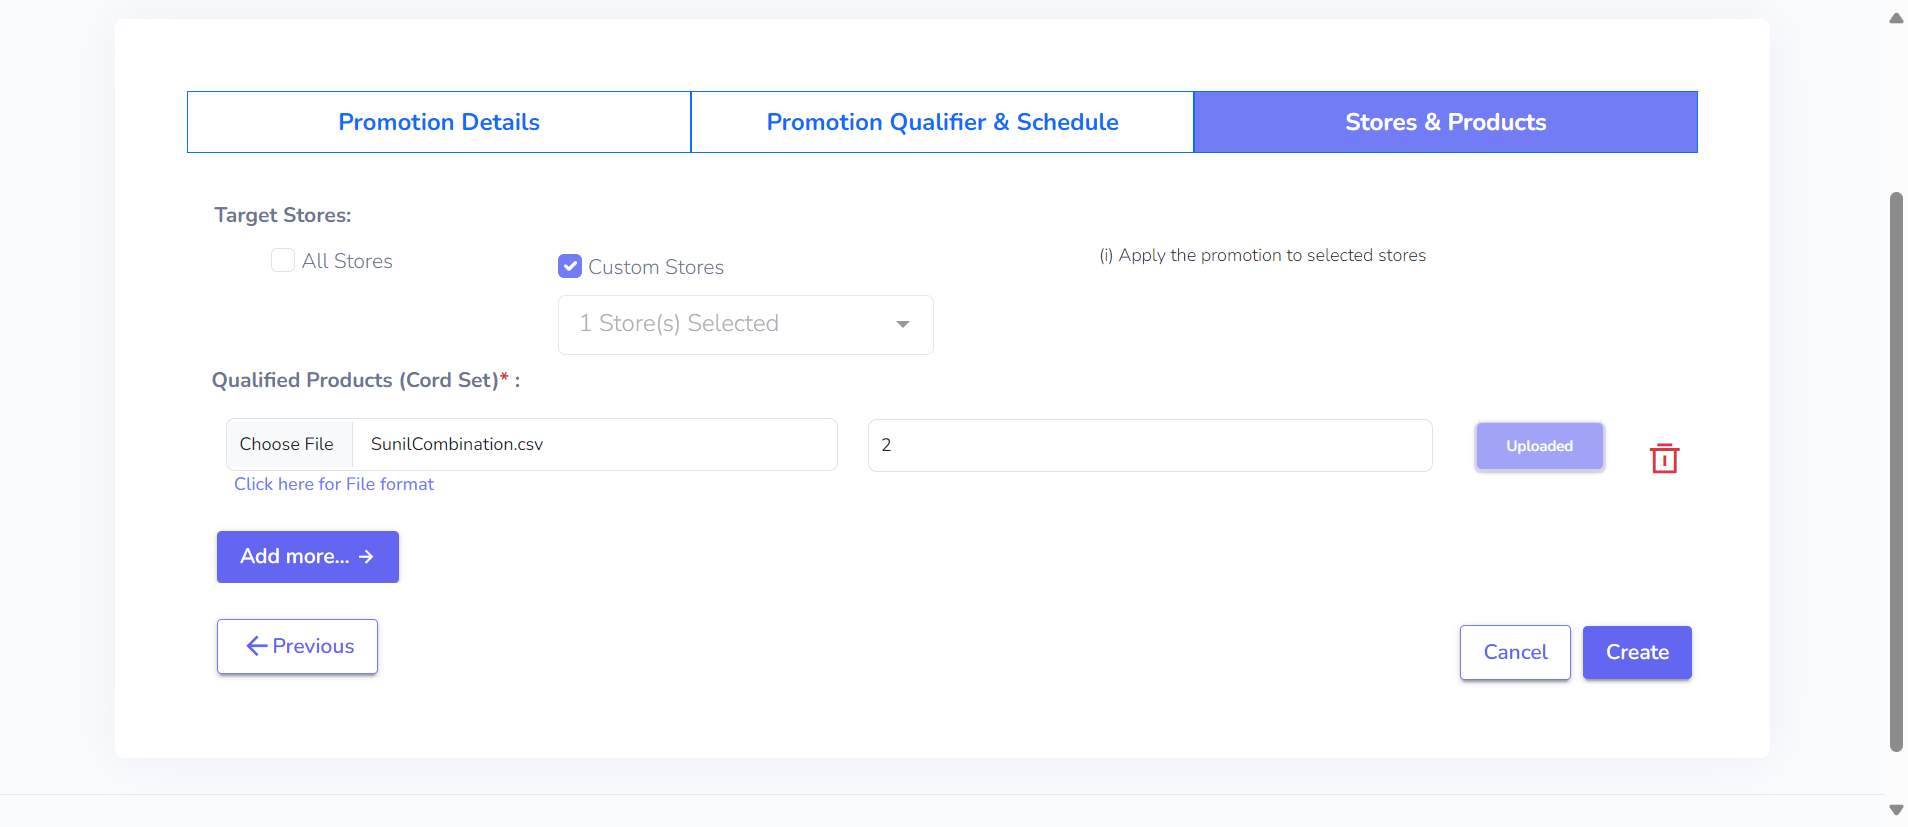 Promotion Details
Promotion Qualifier & Schedule
Stores & Products
Target Stores:
All Stores
Custom Stores
(i) Apply the promotion to selected stores
1 Store(s) Selected
Qualified Products (Cord Set)* :
Choose File
SunilCombination.csv
2
Uploaded
Click here for File format
Add more...
Previous
Cancel
Create